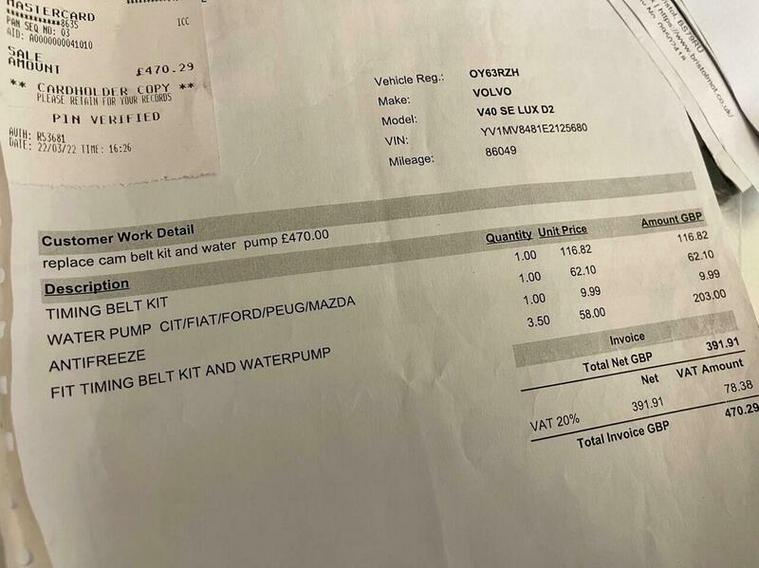 MASTERCARD
8635 ICC
PAN SEQ NO: 03
AID: A0000000041010
SALE
AMOUNT £470.29
** CARDHOLDER COPY **
PLEASE RETAIN FOR YOUR RECORDS
PIN VERIFIED
AUTH: R53681
DATE: 22/03/22 TIME: 16:26
https://www.bristolmot.co.uk/
Vehicle Reg.: OY63RZH
Make: VOLVO
Model: V40 SE LUX D2
VIN: YV1MV8481E2125680
Mileage: 86049
Customer Work Detail
replace cam belt kit and water pump £470.00
Description Quantity Unit Price Amount GBP
TIMING BELT KIT 1.00 116.82 116.82
WATER PUMP CIT/FIAT/FORD/PEUG/MAZDA 1.00 62.10 62.10
ANTIFREEZE 1.00 9.99 9.99
FIT TIMING BELT KIT AND WATERPUMP 3.50 58.00 203.00
Invoice
Total Net GBP 391.91
Net VAT Amount
VAT 20% 391.91 78.38
Total Invoice GBP 470.29